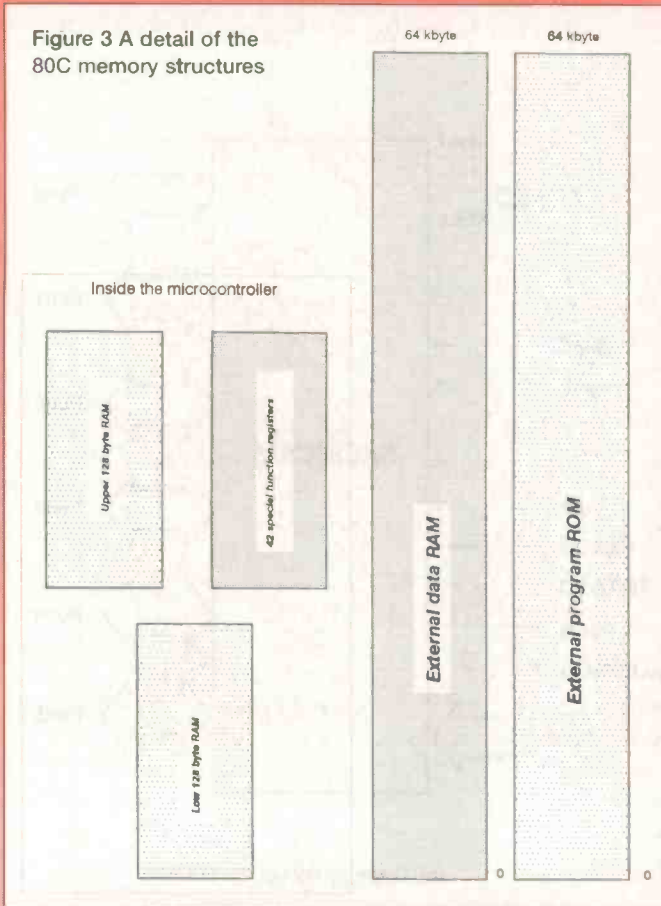 Figure 3 A detail of the
80C memory structures
64 kbyte
64 kbyte
Inside the microcontroller
Upper 128 byte RAM
42 special function registers
Low 128 byte RAM
External data RAM
External program ROM
0
0